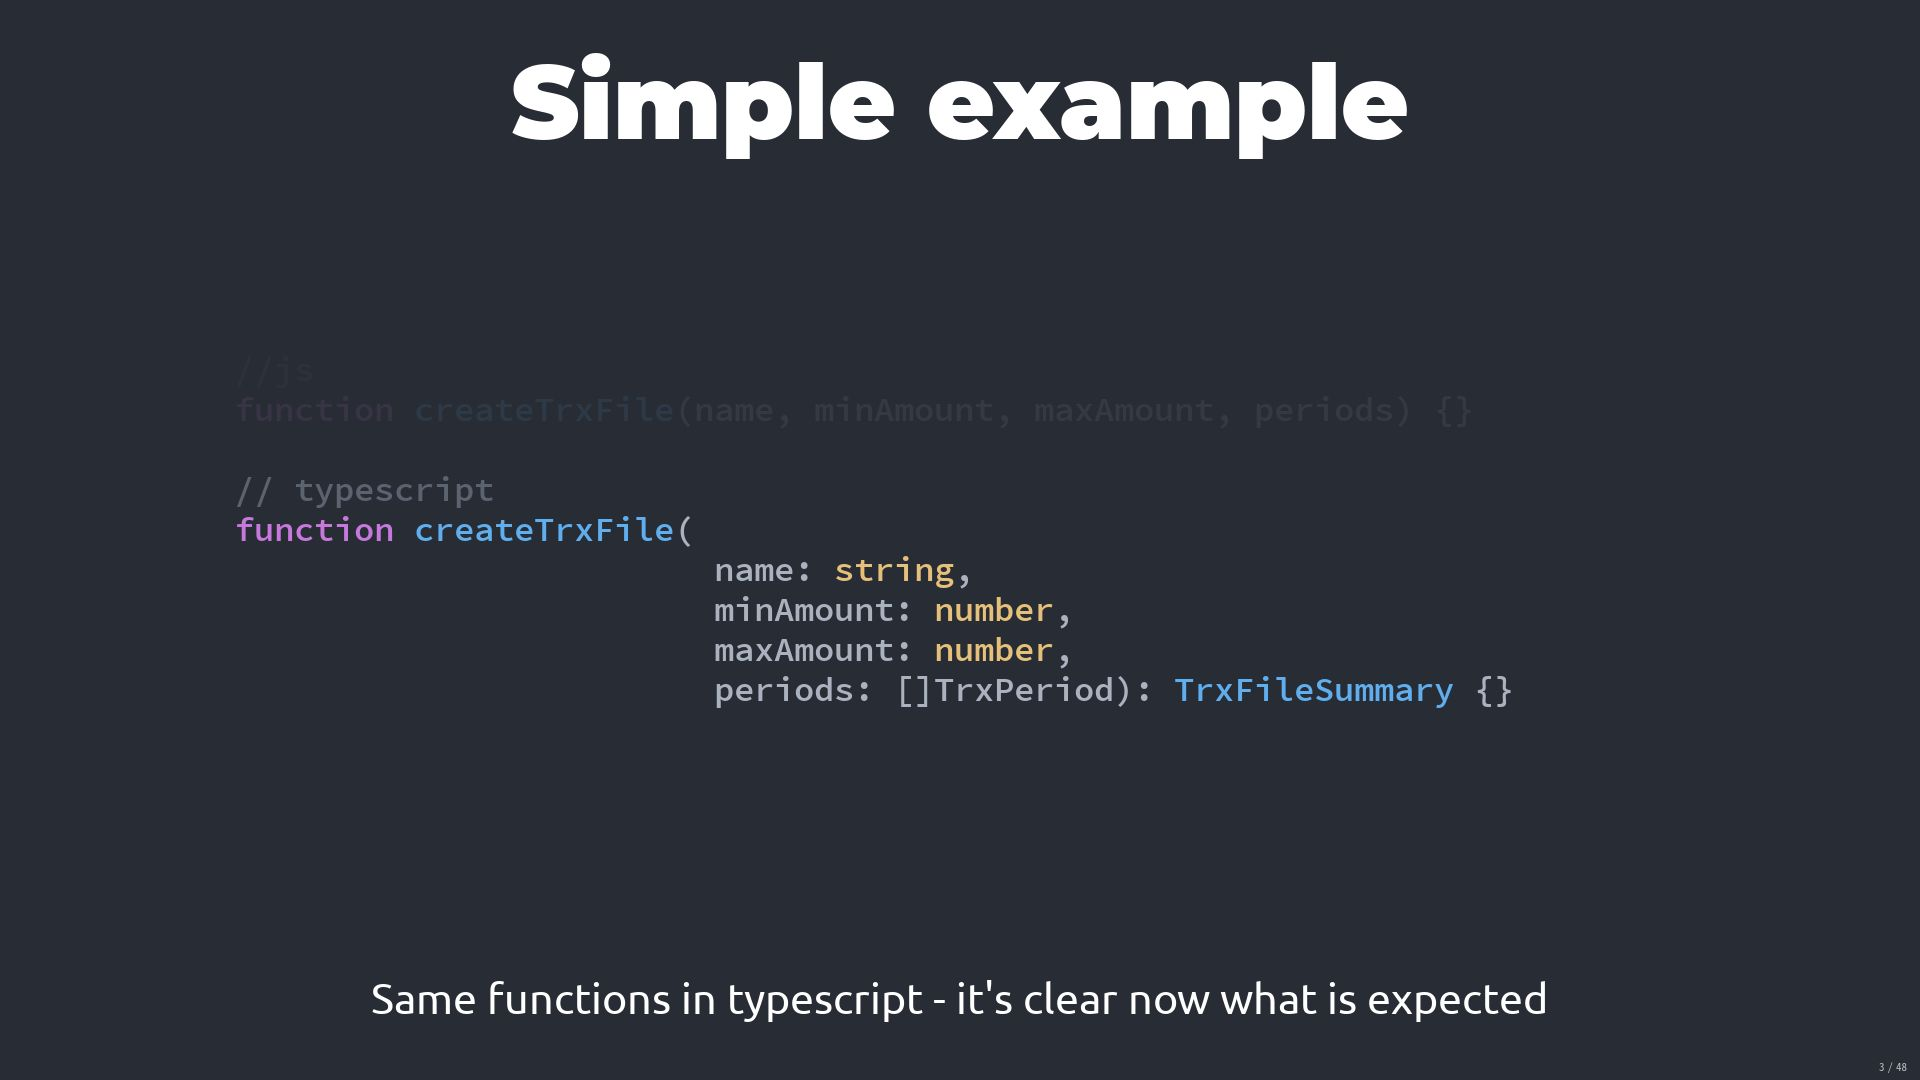 Simple example
//js
function createTrxFile(name, minAmount, maxAmount, periods) {}
// typescript
function createTrxFile(
name: string,
minAmount: number,
maxAmount: number,
periods: []TrxPeriod): TrxFileSummary {}
Same functions in typescript - it's clear now what is expected
3 / 48